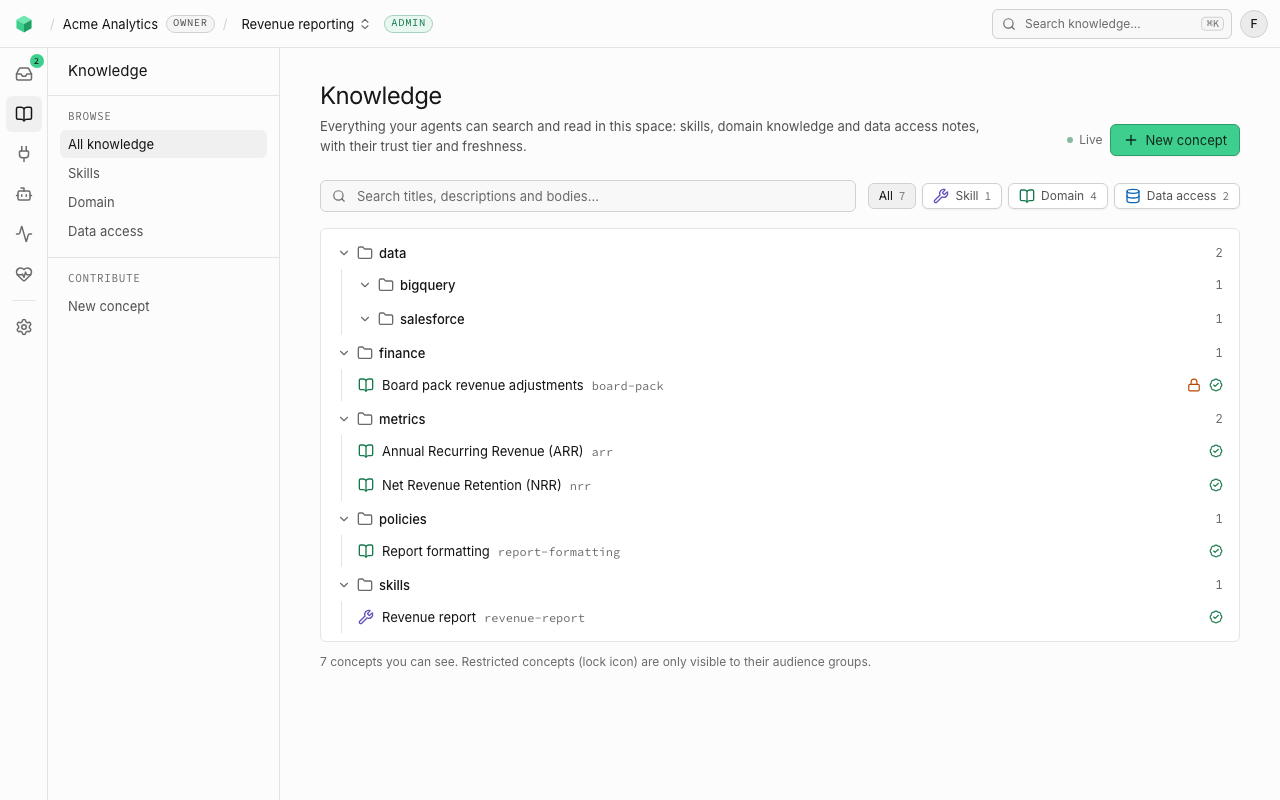 / Acme Analytics OWNER / Revenue reporting ADMIN Search knowledge... ⌘K F
2
Knowledge
BROWSE
All knowledge
Skills
Domain
Data access
CONTRIBUTE
New concept
Knowledge
Everything your agents can search and read in this space: skills, domain knowledge and data access notes,
with their trust tier and freshness.
Live
New concept
Search titles, descriptions and bodies...
All 7
Skill 1
Domain 4
Data access 2
data 2
bigquery 1
salesforce 1
finance 1
Board pack revenue adjustments board-pack
metrics 2
Annual Recurring Revenue (ARR) arr
Net Revenue Retention (NRR) nrr
policies 1
Report formatting report-formatting
skills 1
Revenue report revenue-report
7 concepts you can see. Restricted concepts (lock icon) are only visible to their audience groups.